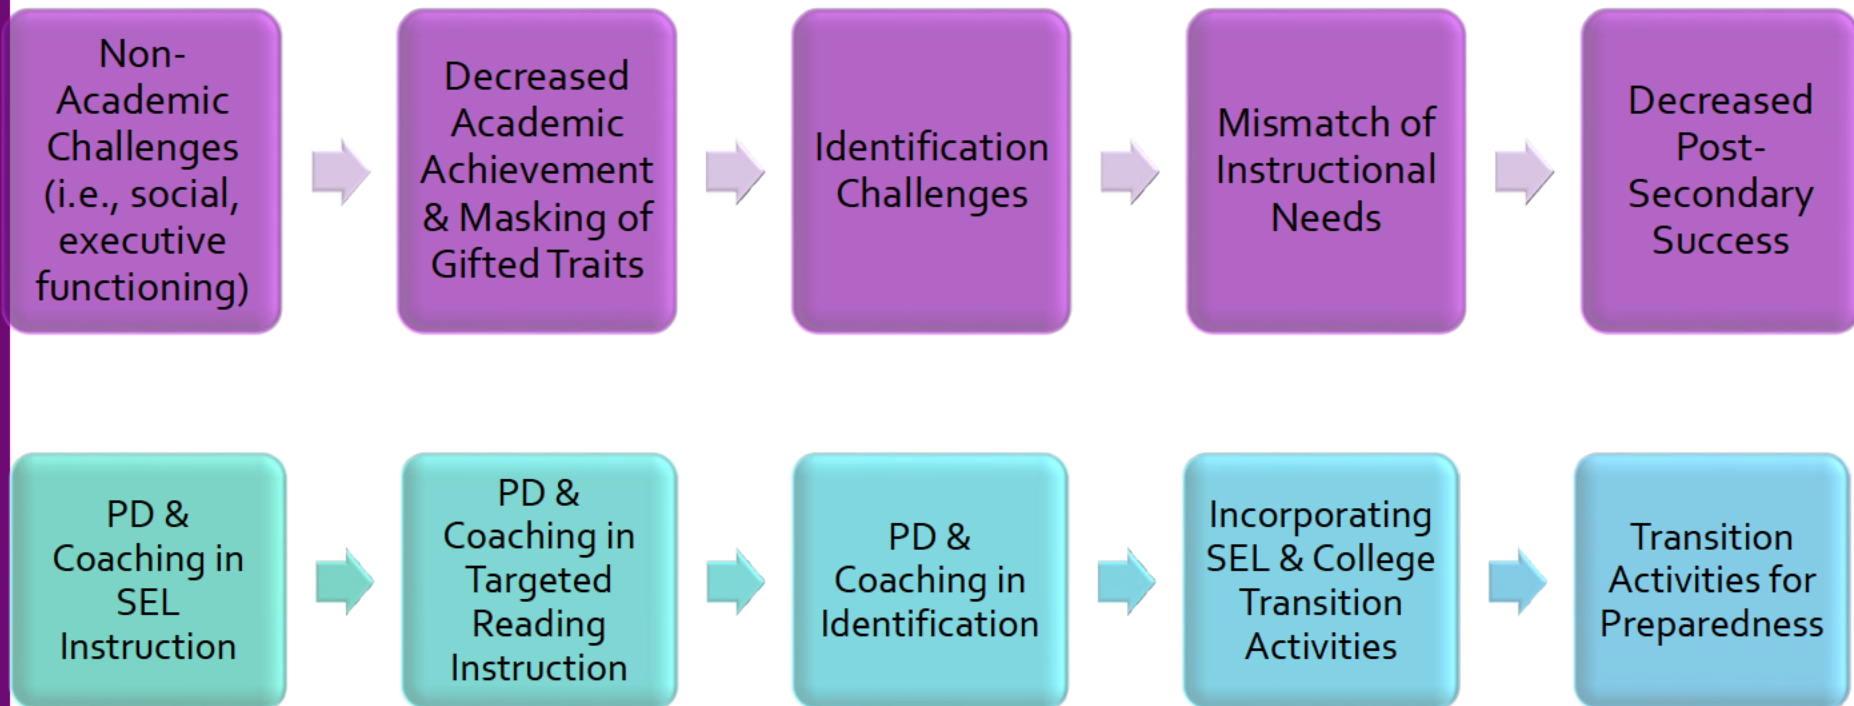 Non-
Academic
Challenges
(i.e., social,
executive
functioning)
Decreased
Academic
Achievement
& Masking of
Gifted Traits
Identification
Challenges
Mismatch of
Instructional
Needs
Decreased
Post-
Secondary
Success
PD &
Coaching in
SEL
Instruction
PD &
Coaching in
Targeted
Reading
Instruction
PD &
Coaching in
Identification
Incorporating
SEL & College
Transition
Activities
Transition
Activities for
Preparedness